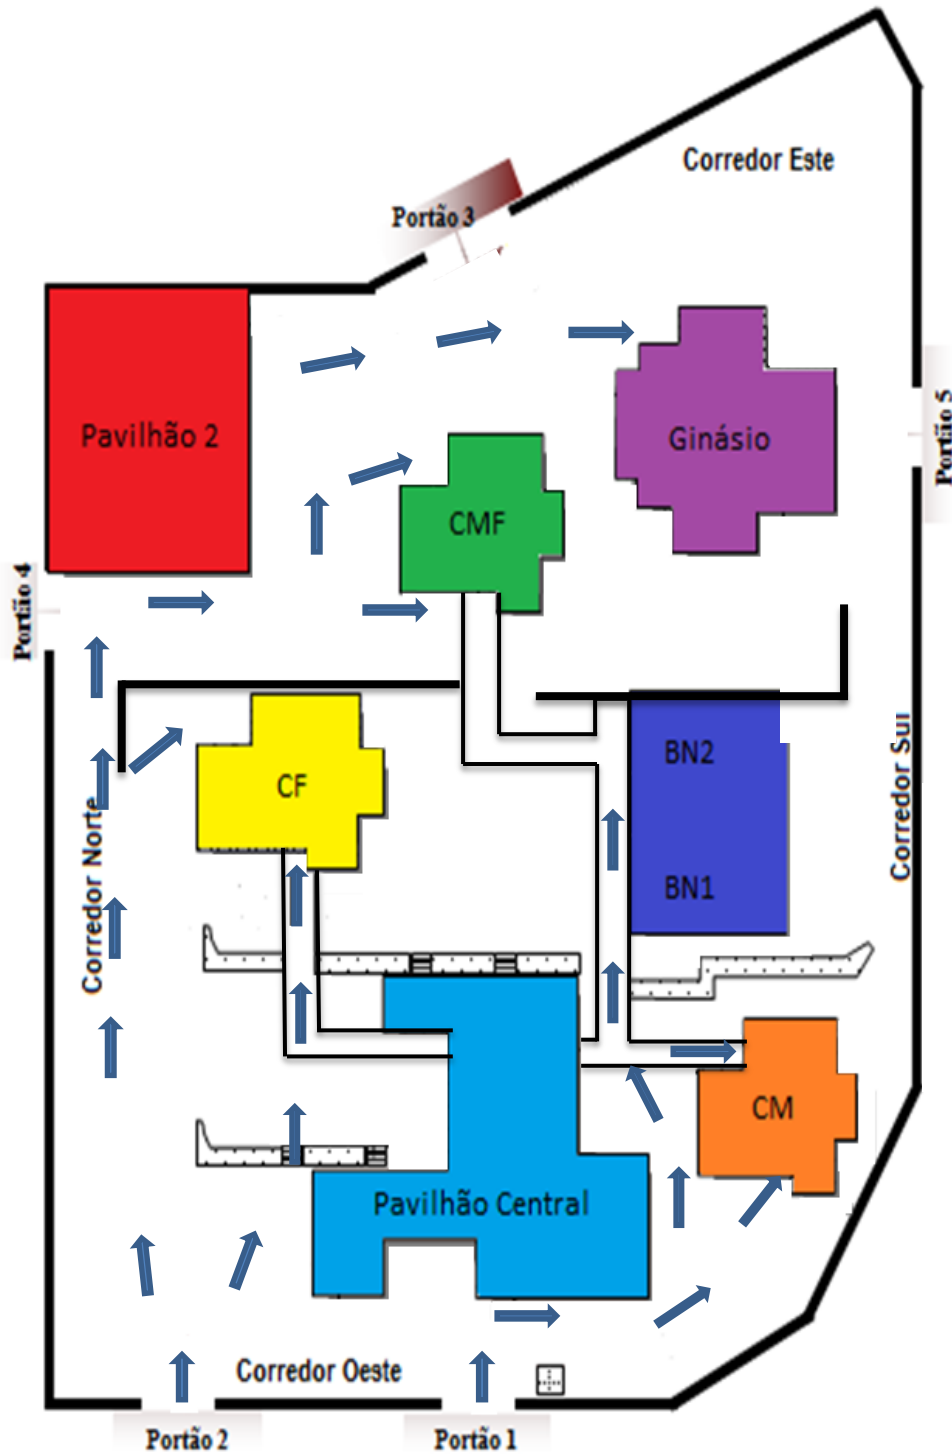 Corredor Este
Portão 3
Pavilhão 2
Ginásio
Portão 5
CMF
Portão 4
CF
BN2
BN1
Corredor Norte
Corredor Sul
CM
Pavilhão Central
Corredor Oeste
Portão 2
Portão 1